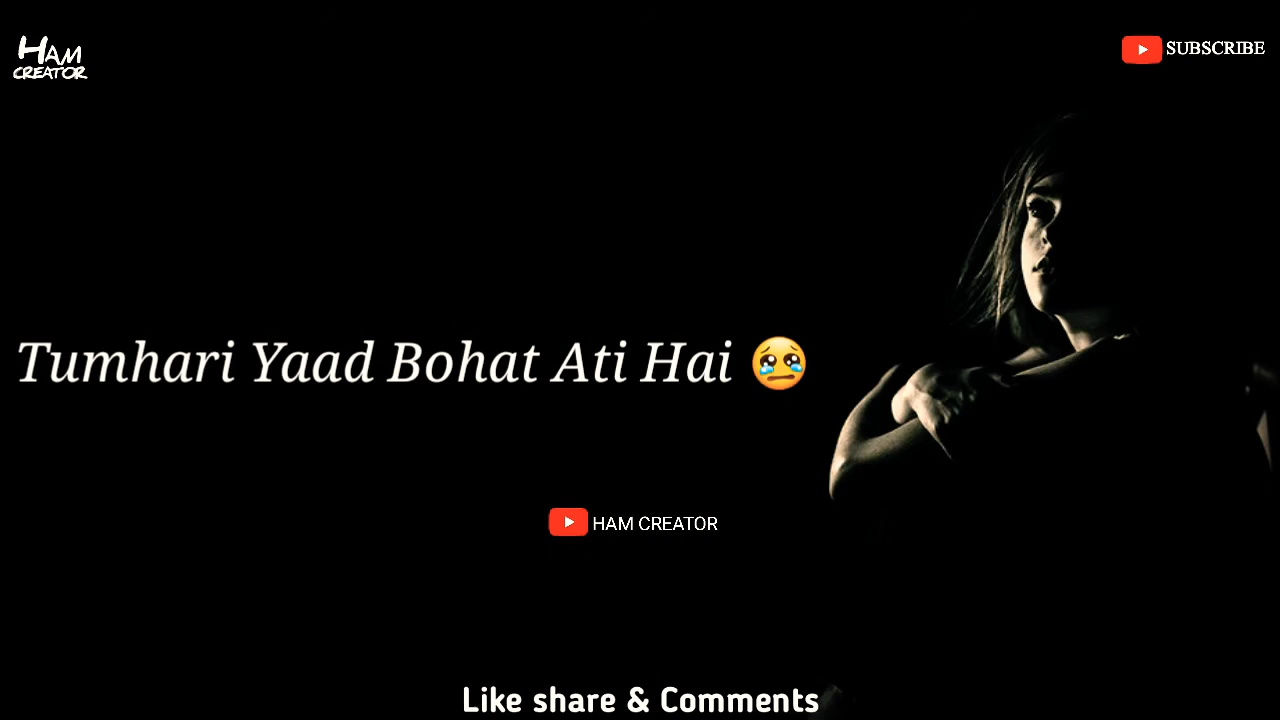 HAM
CREATOR
SUBSCRIBE
Tumhari Yaad Bohat Ati Hai 😢
HAM CREATOR
Like share & Comments